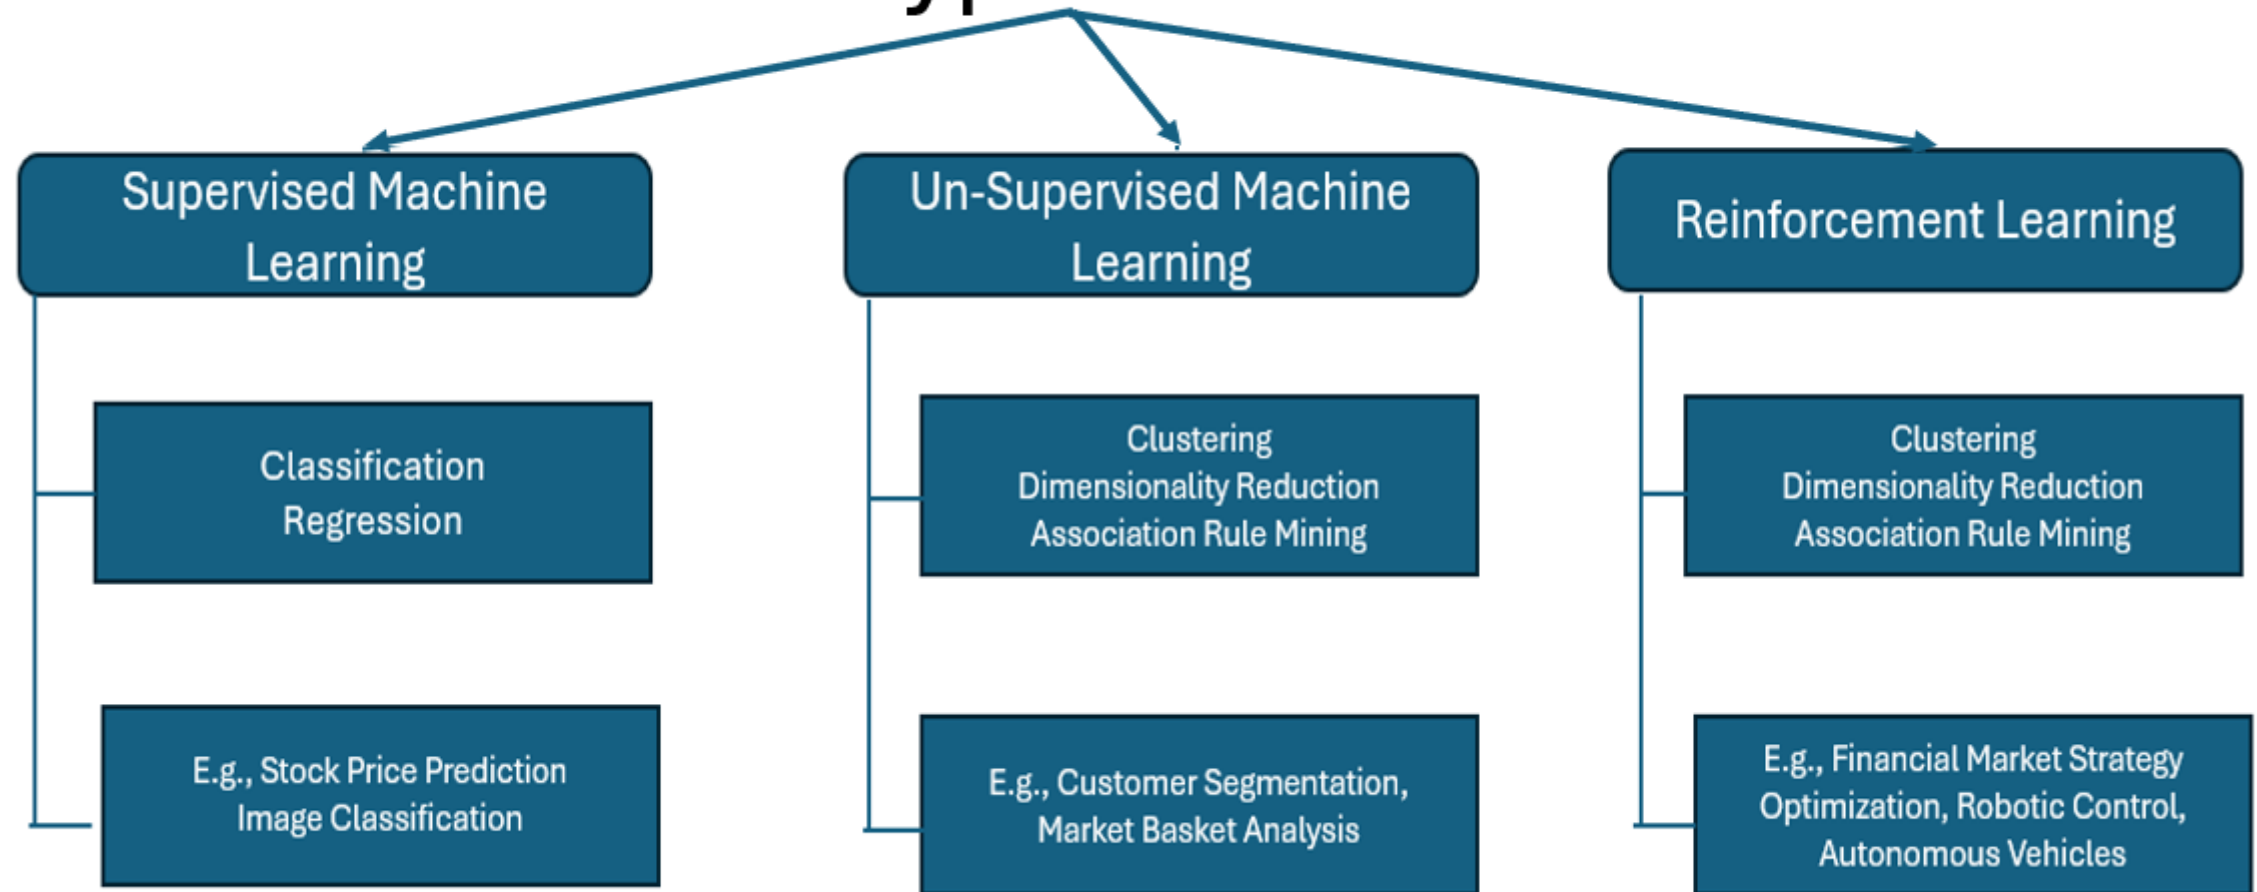 Supervised Machine
Learning
Un-Supervised Machine
Learning
Reinforcement Learning
Classification
Regression
Clustering
Dimensionality Reduction
Association Rule Mining
Clustering
Dimensionality Reduction
Association Rule Mining
E.g., Stock Price Prediction
Image Classification
E.g., Customer Segmentation,
Market Basket Analysis
E.g., Financial Market Strategy
Optimization, Robotic Control,
Autonomous Vehicles